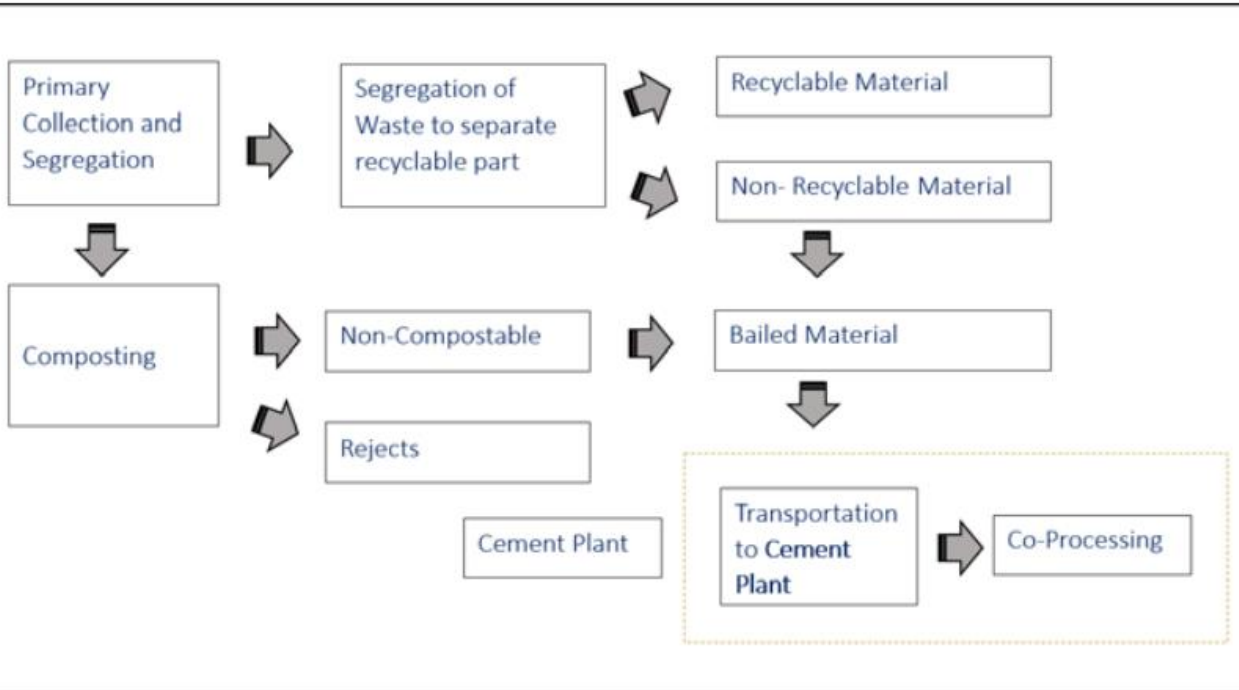 Primary
Collection and
Segregation
Segregation of
Waste to separate
recyclable part
Recyclable Material
Non- Recyclable Material
Composting
Non-Compostable
Bailed Material
Rejects
Cement Plant
Transportation
to Cement
Plant
Co-Processing